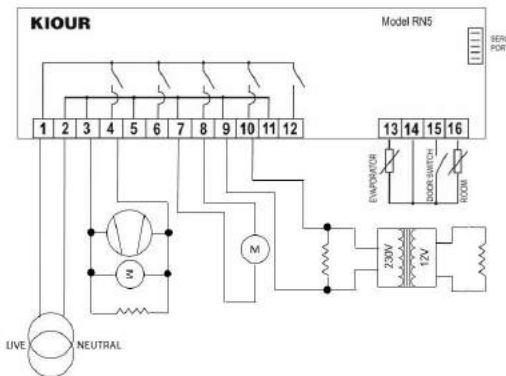 KIOUR
Model RN5
PORT
1 2 3 4 5 6 7 8 9 10 11 12
13 14 15 16
EVAPORATOR
DOOR SWITCH
ROOM
M
M
230V
12V
LIVE
NEUTRAL